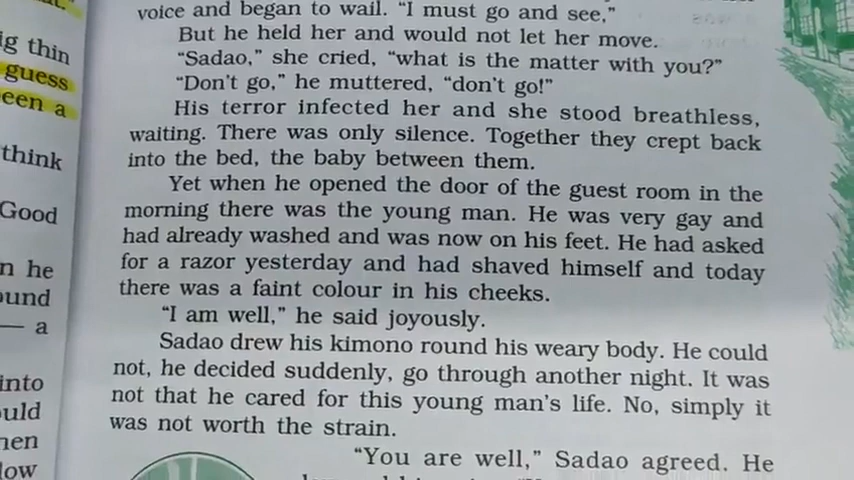 ig thin
guess
een a
think
Good
n he
ound
— a
into
ould
hen
low
voice and began to wail. “I must go and see,”
But he held her and would not let her move.
“Sadao,” she cried, “what is the matter with you?”
“Don't go,” he muttered, “don't go!”
His terror infected her and she stood breathless,
waiting. There was only silence. Together they crept back
into the bed, the baby between them.
Yet when he opened the door of the guest room in the
morning there was the young man. He was very gay and
had already washed and was now on his feet. He had asked
for a razor yesterday and had shaved himself and today
there was a faint colour in his cheeks.
“I am well,” he said joyously.
Sadao drew his kimono round his weary body. He could
not, he decided suddenly, go through another night. It was
not that he cared for this young man's life. No, simply it
was not worth the strain.
“You are well,” Sadao agreed. He